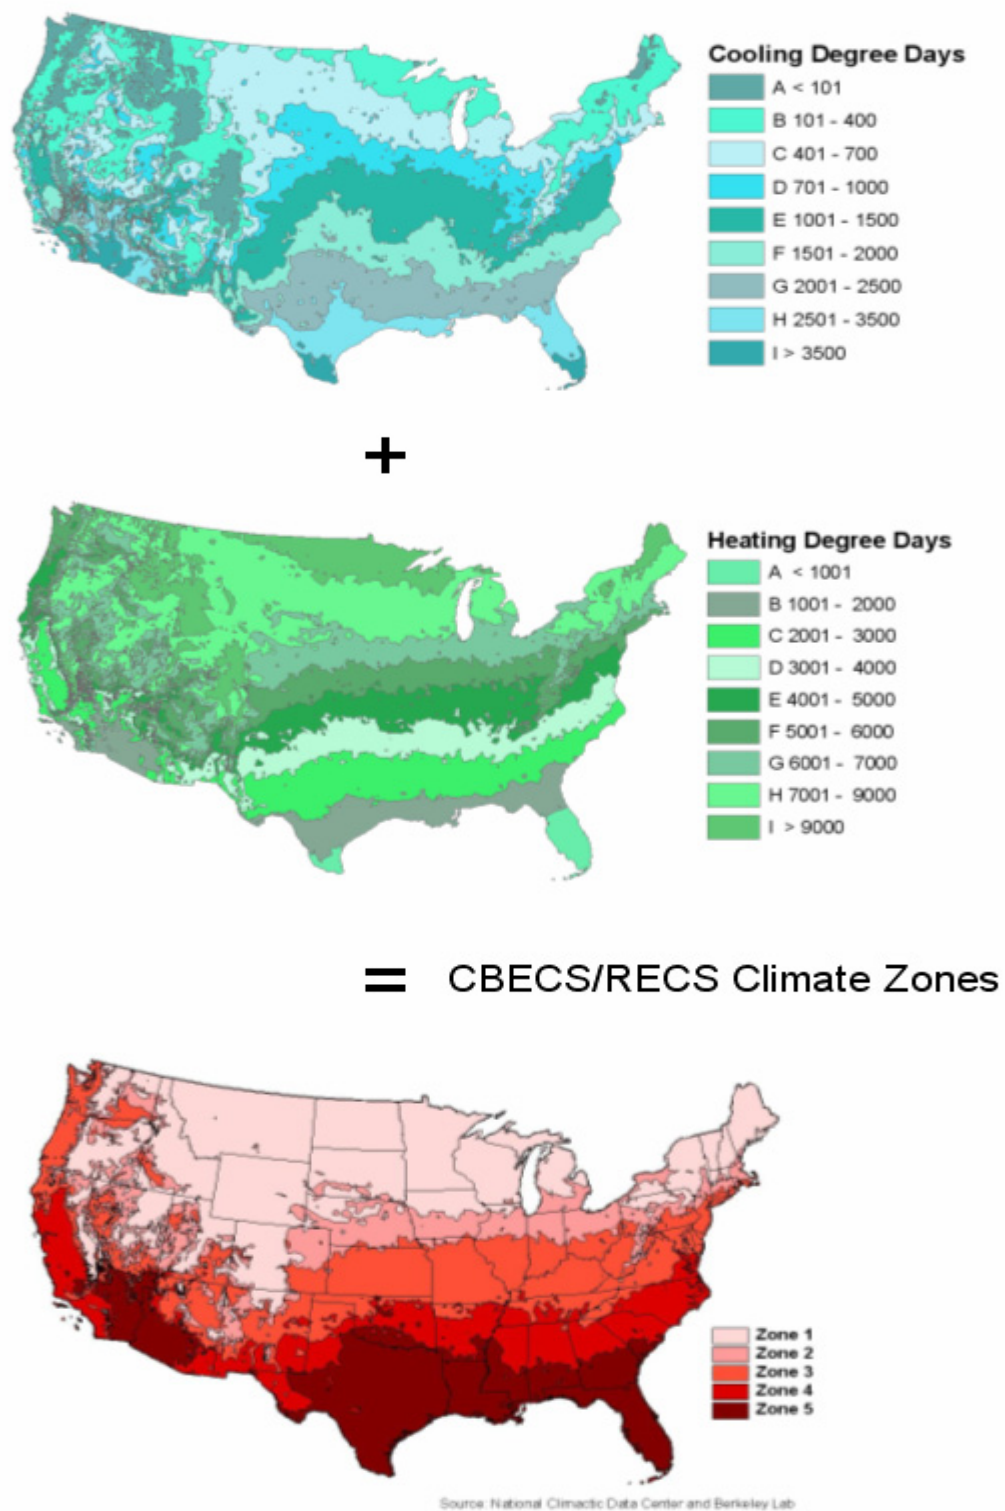 Cooling Degree Days
A < 101
B 101 - 400
C 401 - 700
D 701 - 1000
E 1001 - 1500
F 1501 - 2000
G 2001 - 2500
H 2501 - 3500
I > 3500
+
Heating Degree Days
A < 1001
B 1001 - 2000
C 2001 - 3000
D 3001 - 4000
E 4001 - 5000
F 5001 - 6000
G 6001 - 7000
H 7001 - 9000
I > 9000
= CBECS/RECS Climate Zones
Zone 1
Zone 2
Zone 3
Zone 4
Zone 5
Source: National Climactic Data Center and Berkeley Lab